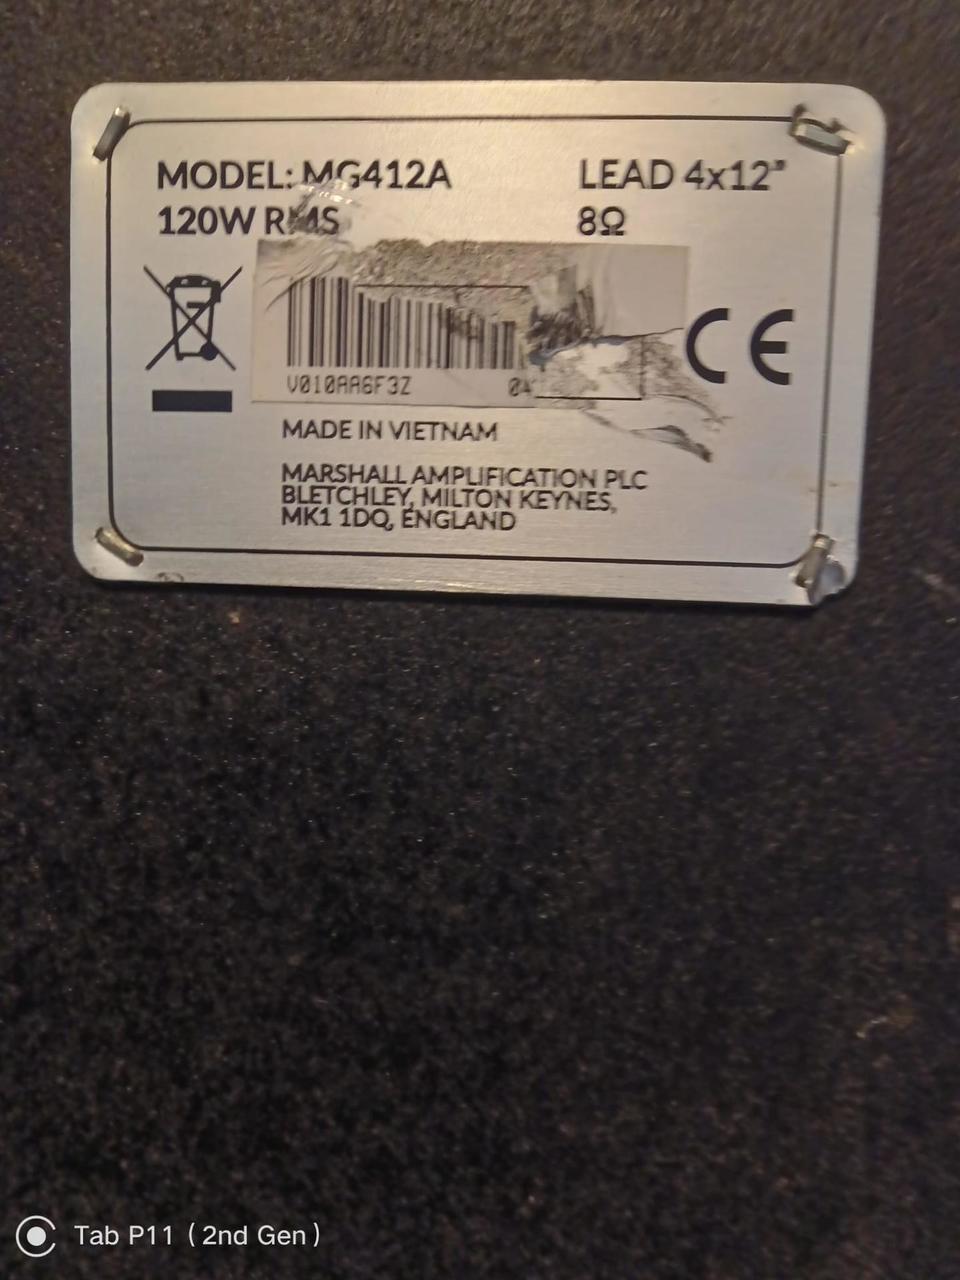 MODEL: MG412A LEAD 4x12"
120W RMS 8Ω
CE
V010AA6F3Z 04
MADE IN VIETNAM
MARSHALL AMPLIFICATION PLC
BLETCHLEY, MILTON KEYNES,
MK1 1DQ, ENGLAND
Tab P11 (2nd Gen)